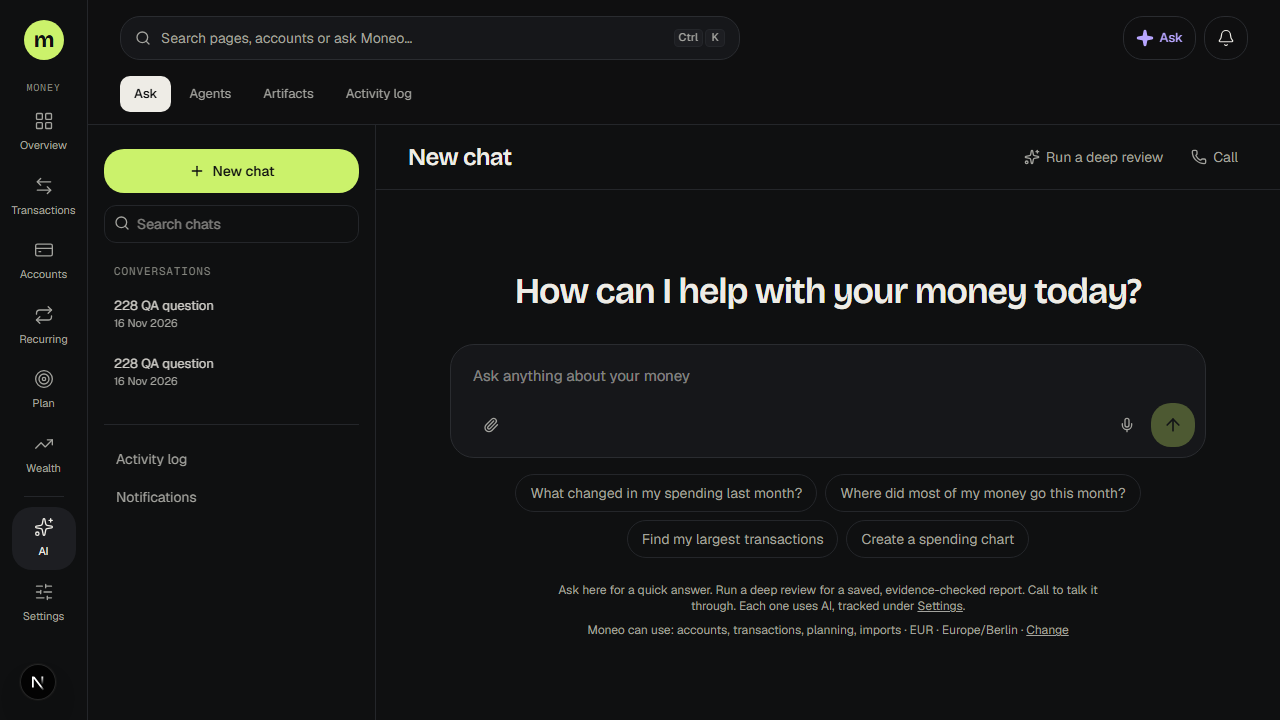 m
Search pages, accounts or ask Moneo...
Ctrl K
Ask
MONEY
Overview
Transactions
Accounts
Recurring
Plan
Wealth
AI
Settings
N
Ask
Agents
Artifacts
Activity log
New chat
Search chats
CONVERSATIONS
228 QA question
16 Nov 2026
228 QA question
16 Nov 2026
Activity log
Notifications
New chat
Run a deep review
Call
How can I help with your money today?
Ask anything about your money
What changed in my spending last month?
Where did most of my money go this month?
Find my largest transactions
Create a spending chart
Ask here for a quick answer. Run a deep review for a saved, evidence-checked report. Call to talk it
through. Each one uses AI, tracked under Settings.
Moneo can use: accounts, transactions, planning, imports · EUR · Europe/Berlin · Change